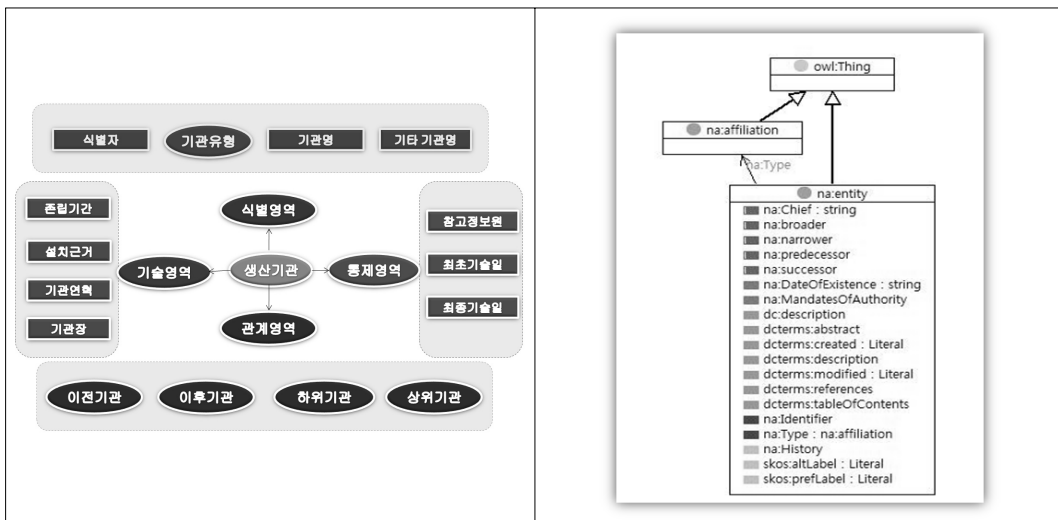 식별자 기관유형 기관명 기타 기관명
존립기간
설치근거
기관연혁
기관장
식별영역
기술영역 생산기관 통제영역
관계영역
참고정보원
최초기술일
최종기술일
이전기관 이후기관 하위기관 상위기관
owl:Thing
na:affiliation
na:Type
na:entity
na:Chief : string
na:broader
na:narrower
na:predecessor
na:successor
na:DateOfExistence : string
na:MandatesOfAuthority
dc:description
dcterms:abstract
dcterms:created : Literal
dcterms:description
dcterms:modified : Literal
dcterms:references
dcterms:tableOfContents
na:Identifier
na:Type : na:affiliation
na:History
skos:altLabel : Literal
skos:prefLabel : Literal